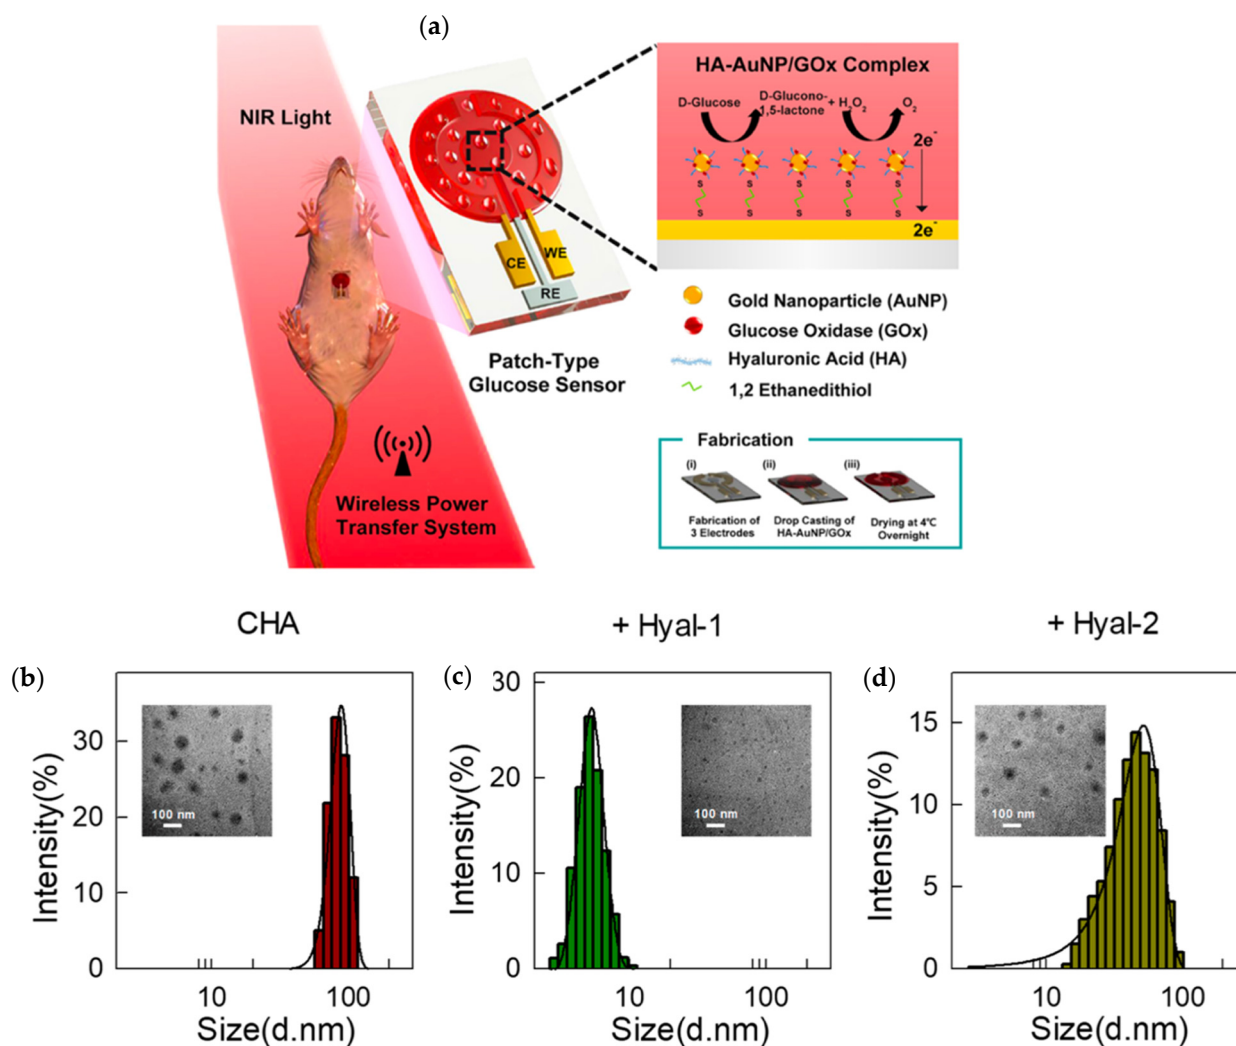 (a)
NIR Light
HA-AuNP/GOx Complex
D-Glucose
D-Glucono-
1,5-lactone
+ H2O2
O2
2e-
S S S S S
S S S S S
2e-
CE
WE
RE
Patch-Type
Glucose Sensor
Gold Nanoparticle (AuNP)
Glucose Oxidase (GOx)
Hyaluronic Acid (HA)
1,2 Ethanedithiol
Wireless Power
Transfer System
Fabrication
(i)
(ii)
(iii)
Fabrication of
3 Electrodes
Drop Casting of
HA-AuNP/GOx
Drying at 4℃
Overnight
CHA
(b)
Intensity(%)
30
20
10
0
100 nm
10
100
Size(d.nm)
+ Hyal-1
(c)
Intensity(%)
30
20
10
0
100 nm
10
100
Size(d.nm)
+ Hyal-2
(d)
Intensity(%)
15
10
5
0
100 nm
10
100
Size(d.nm)